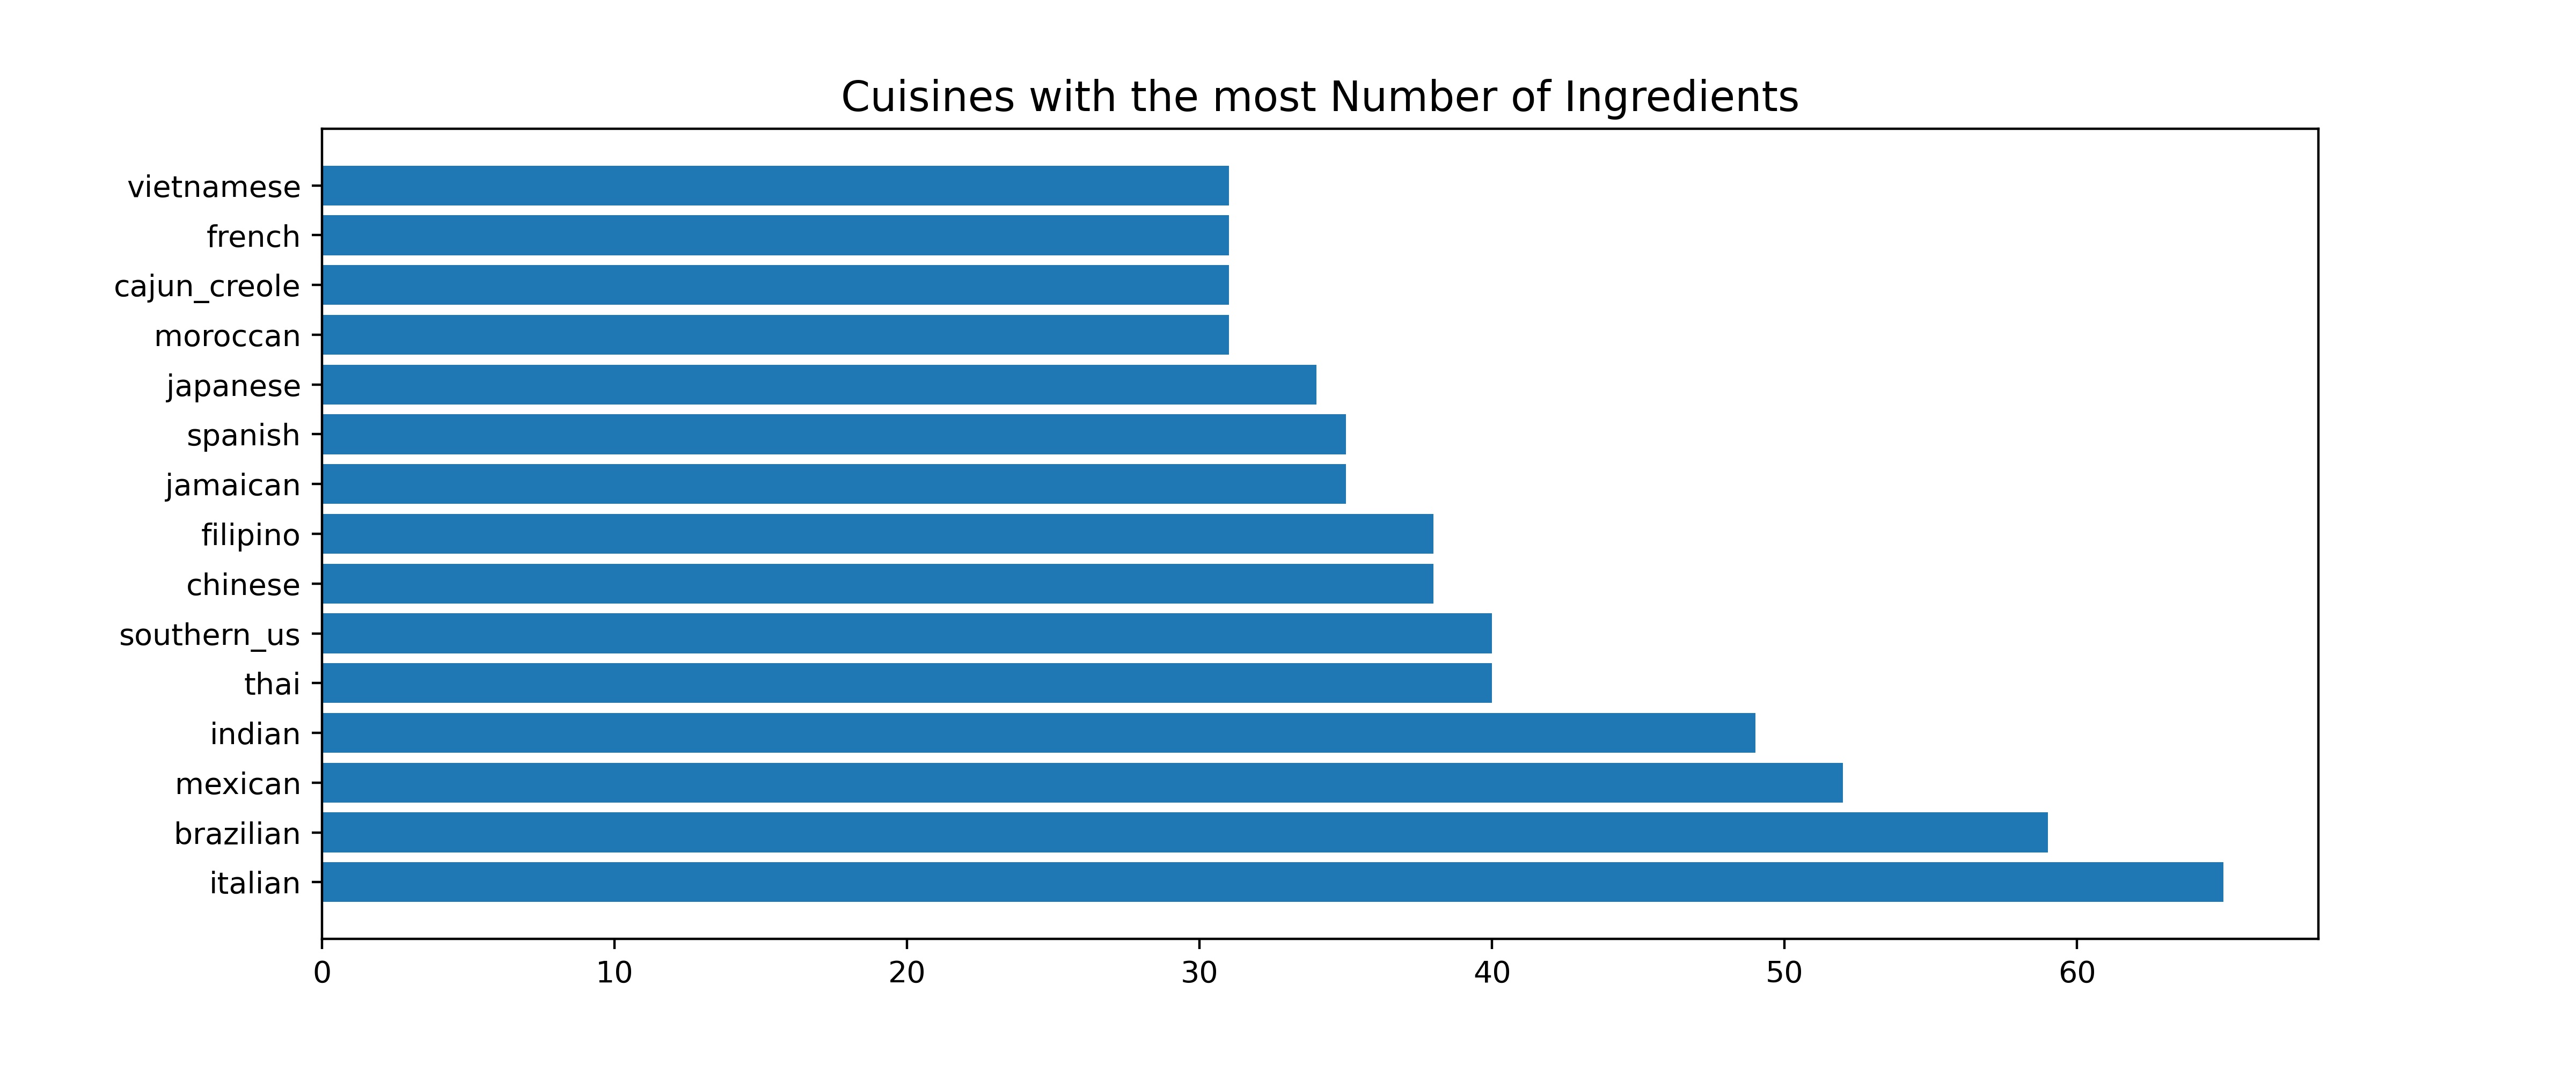 Cuisines with the most Number of Ingredients
vietnamese
french
cajun_creole
moroccan
japanese
spanish
jamaican
filipino
chinese
southern_us
thai
indian
mexican
brazilian
italian
0 10 20 30 40 50 60